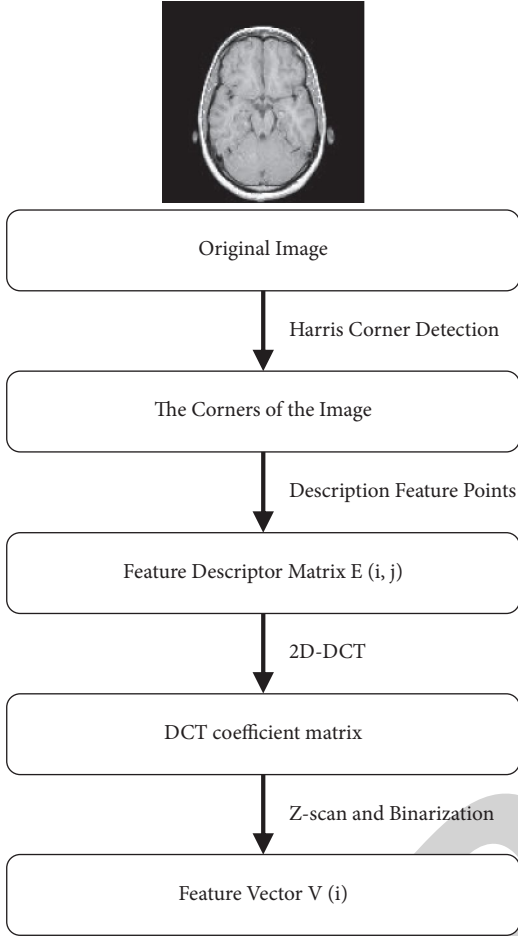 Original Image
Harris Corner Detection
The Corners of the Image
Description Feature Points
Feature Descriptor Matrix E (i, j)
2D-DCT
DCT coefficient matrix
Z-scan and Binarization
Feature Vector V (i)